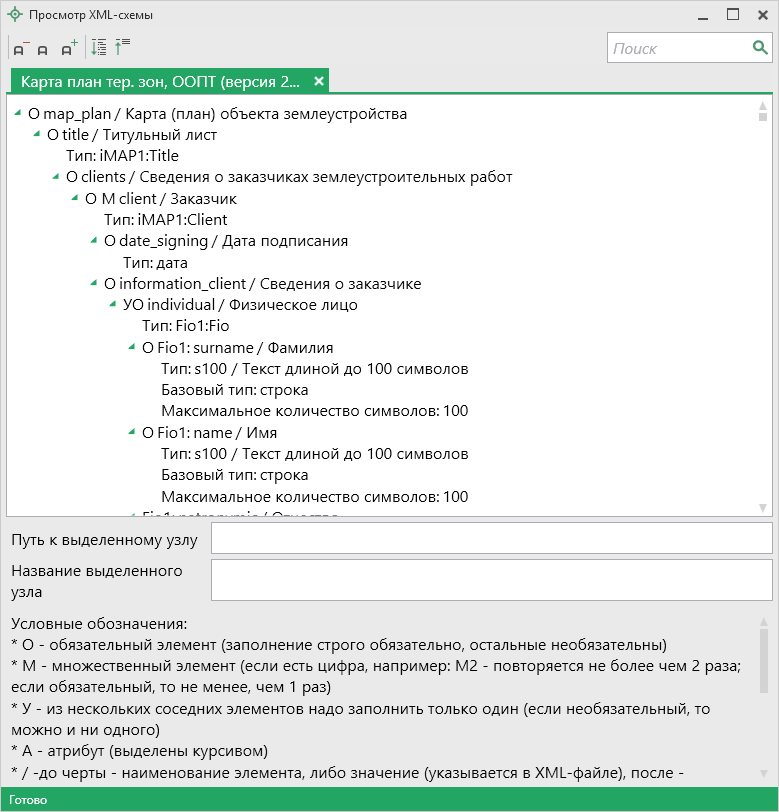 Просмотр XML-схемы
Поиск
Карта план тер. зон, ООПТ (версия 2...
О map_plan / Карта (план) объекта землеустройства
О title / Титульный лист
Тип: iMAP1:Title
О clients / Сведения о заказчиках землеустроительных работ
О М client / Заказчик
Тип: iMAP1:Client
О date_signing / Дата подписания
Тип: дата
О information_client / Сведения о заказчике
УО individual / Физическое лицо
Тип: Fio1:Fio
О Fio1: surname / Фамилия
Тип: s100 / Текст длиной до 100 символов
Базовый тип: строка
Максимальное количество символов: 100
О Fio1: name / Имя
Тип: s100 / Текст длиной до 100 символов
Базовый тип: строка
Максимальное количество символов: 100
Fio1: patronymic / Отчество
Путь к выделенному узлу
Название выделенного
узла
Условные обозначения:
* О - обязательный элемент (заполнение строго обязательно, остальные необязательны)
* М - множественный элемент (если есть цифра, например: М2 - повторяется не более чем 2 раза;
если обязательный, то не менее, чем 1 раз)
* У - из нескольких соседних элементов надо заполнить только один (если необязательный, то
можно и ни одного)
* А - атрибут (выделены курсивом)
* / -до черты - наименование элемента, либо значение (указывается в XML-файле), после -
Готово